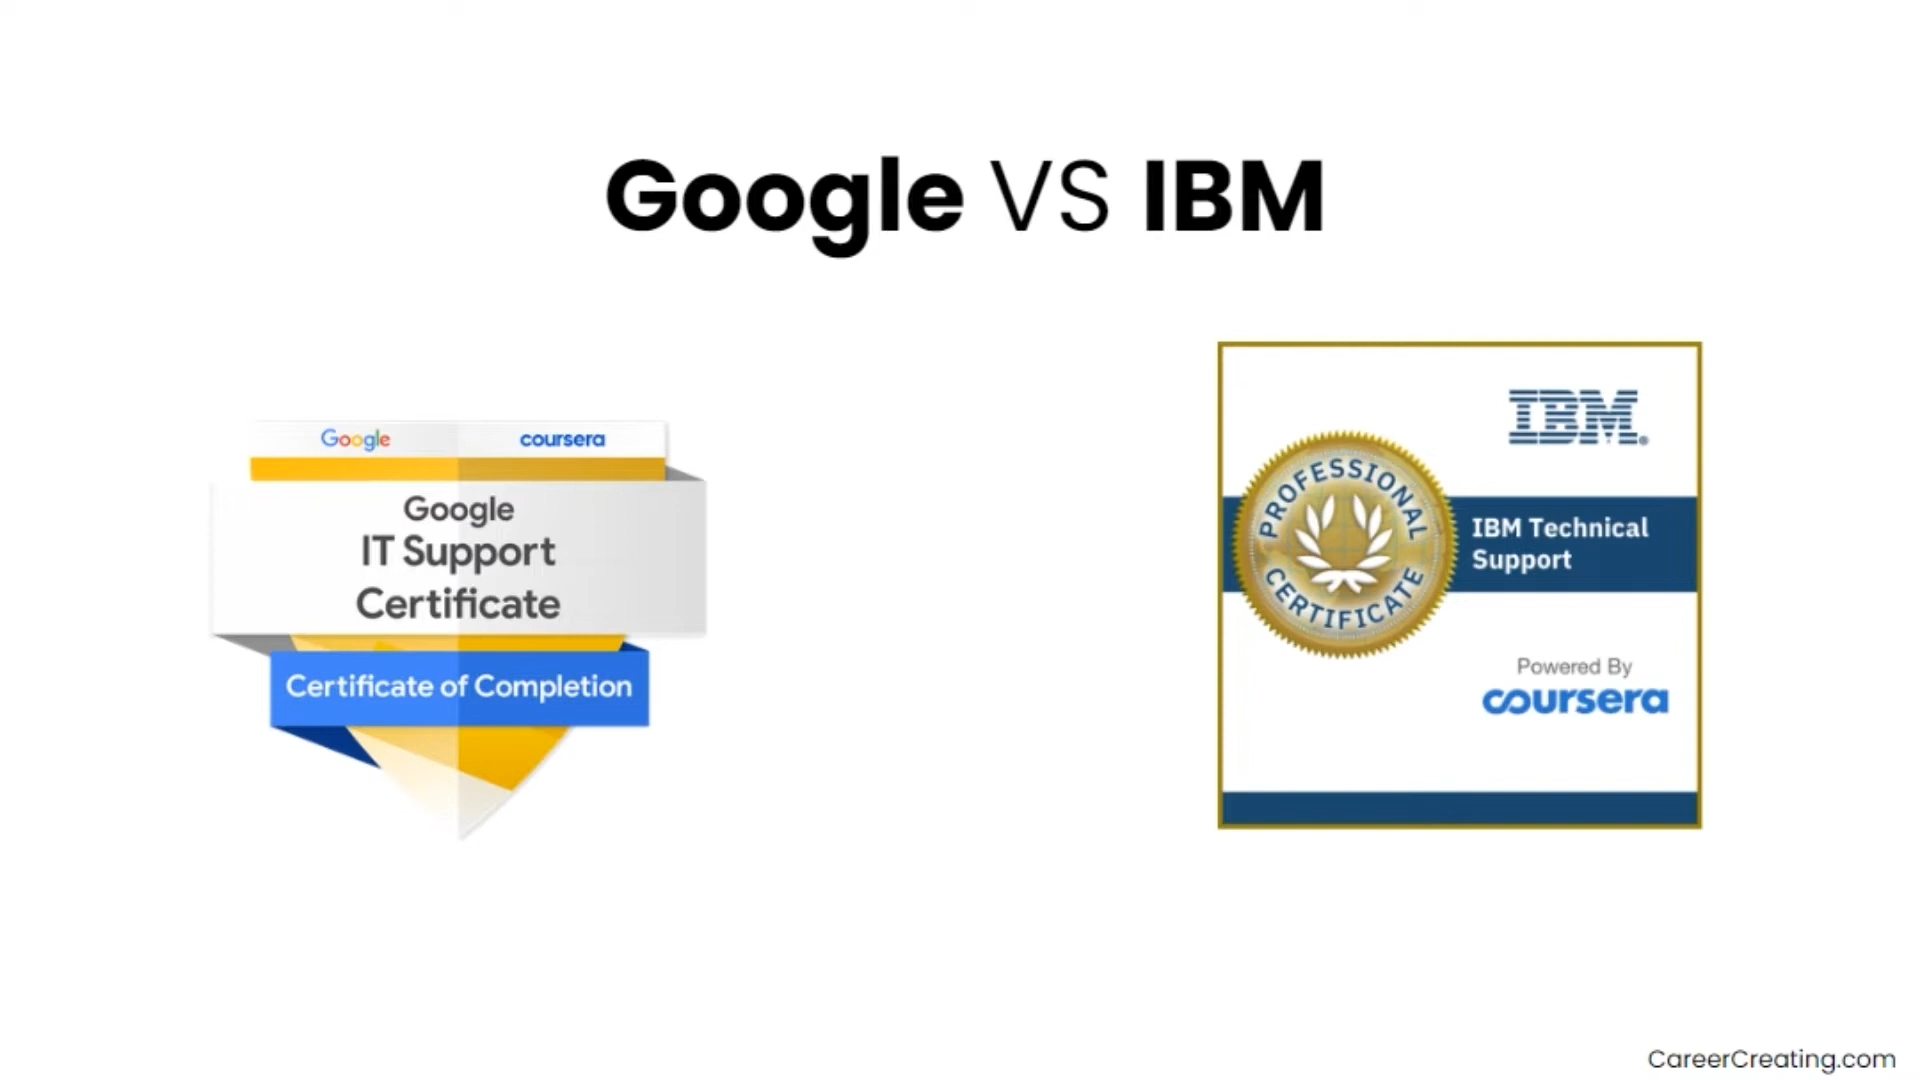 Google VS IBM
Google coursera
Google
IT Support
Certificate
Certificate of Completion
IBM
PROFESSIONAL
CERTIFICATE
IBM Technical
Support
Powered By
coursera
CareerCreating.com